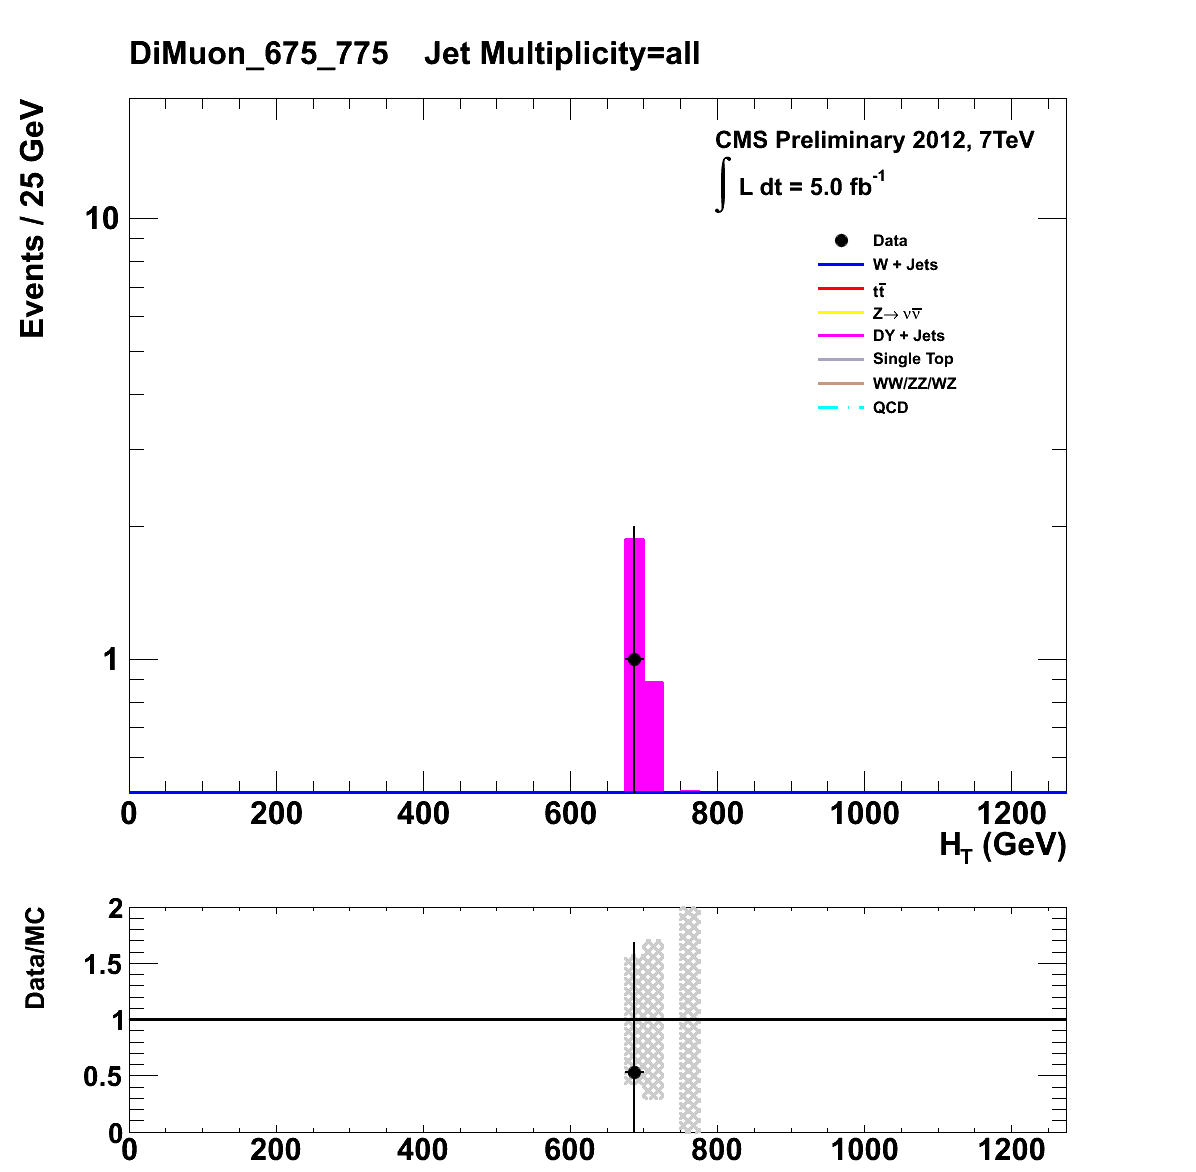 DiMuon_675_775 Jet Multiplicity=all
Events / 25 GeV
CMS Preliminary 2012, 7TeV
∫ L dt = 5.0 fb⁻¹
Data
W + Jets
tt̅
Z→ νν̅
DY + Jets
Single Top
WW/ZZ/WZ
QCD
10
1
0 200 400 600 800 1000 1200
H_T (GeV)
Data/MC
2
1.5
1
0.5
0
0 200 400 600 800 1000 1200